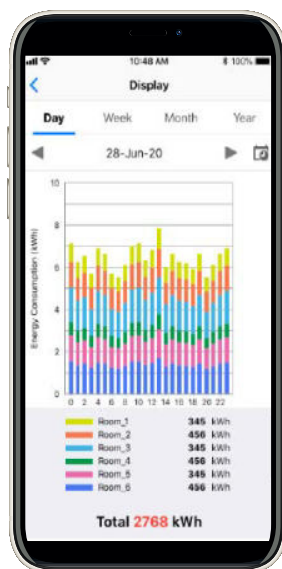 10:48 AM
100%
Display
Day Week Month Year
28-Jun-20
Energy Consumption (kWh)
10
8
6
4
2
0
0 2 4 6 8 10 12 14 16 18 20 22
Room_1 345 kWh
Room_2 456 kWh
Room_3 345 kWh
Room_4 456 kWh
Room_5 345 kWh
Room_6 456 kWh
Total 2768 kWh